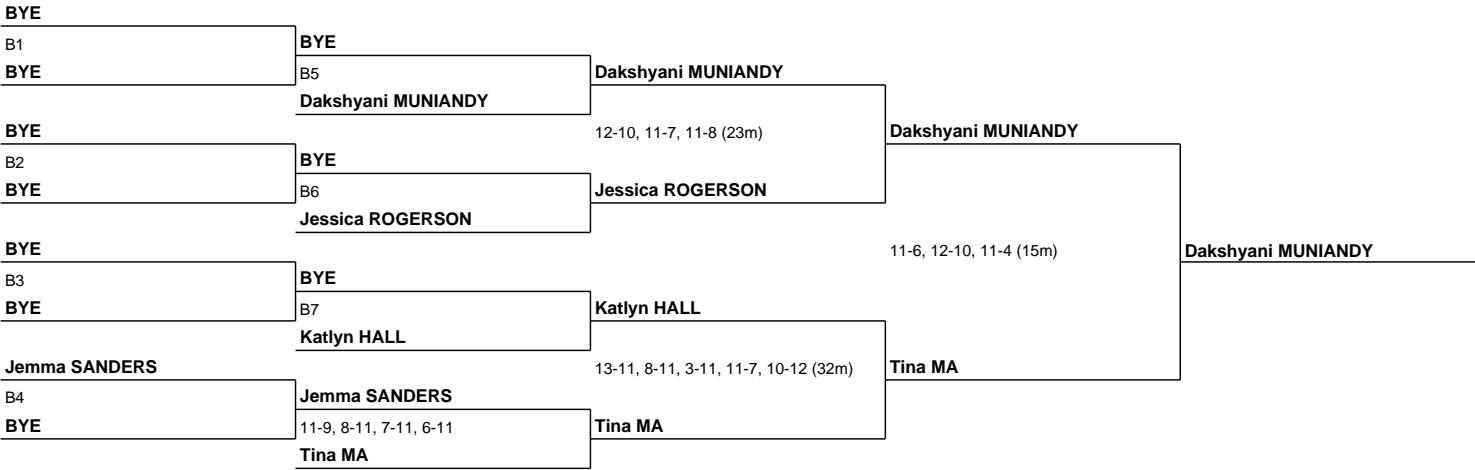 BYE
B1
BYE
BYE
B5
Dakshyani MUNIANDY
Dakshyani MUNIANDY
BYE
12-10, 11-7, 11-8 (23m)
Dakshyani MUNIANDY
B2
BYE
BYE
B6
Jessica ROGERSON
Jessica ROGERSON
BYE
11-6, 12-10, 11-4 (15m)
Dakshyani MUNIANDY
B3
BYE
BYE
B7
Katlyn HALL
Katlyn HALL
Jemma SANDERS
13-11, 8-11, 3-11, 11-7, 10-12 (32m)
Tina MA
B4
Jemma SANDERS
BYE
11-9, 8-11, 7-11, 6-11
Tina MA
Tina MA